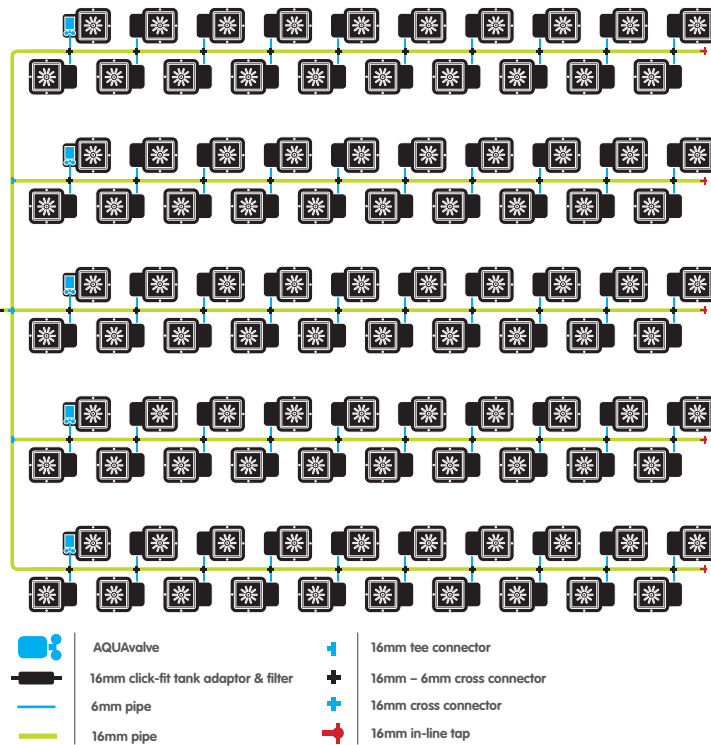 AQUAvalve
16mm click-fit tank adaptor & filter
6mm pipe
16mm pipe
16mm tee connector
16mm – 6mm cross connector
16mm cross connector
16mm in-line tap